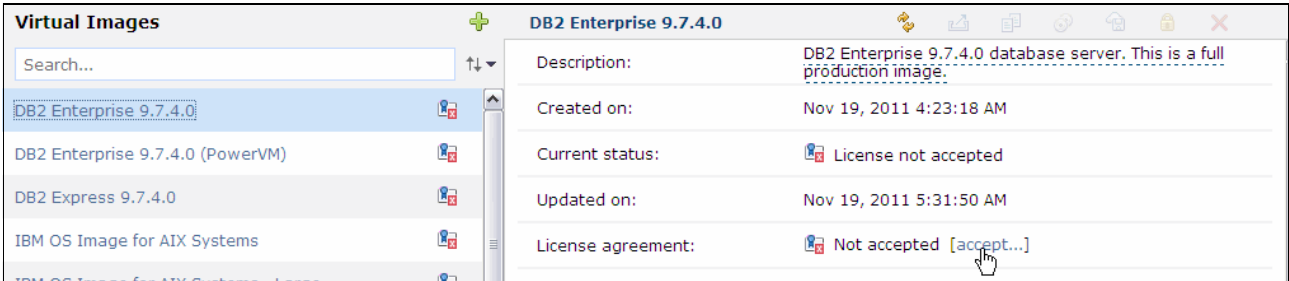 Virtual Images
Search...
DB2 Enterprise 9.7.4.0
DB2 Enterprise 9.7.4.0 (PowerVM)
DB2 Express 9.7.4.0
IBM OS Image for AIX Systems
DB2 Enterprise 9.7.4.0
Description:
DB2 Enterprise 9.7.4.0 database server. This is a full
production image.
Created on:
Nov 19, 2011 4:23:18 AM
Current status:
License not accepted
Updated on:
Nov 19, 2011 5:31:50 AM
License agreement:
Not accepted [accept...]